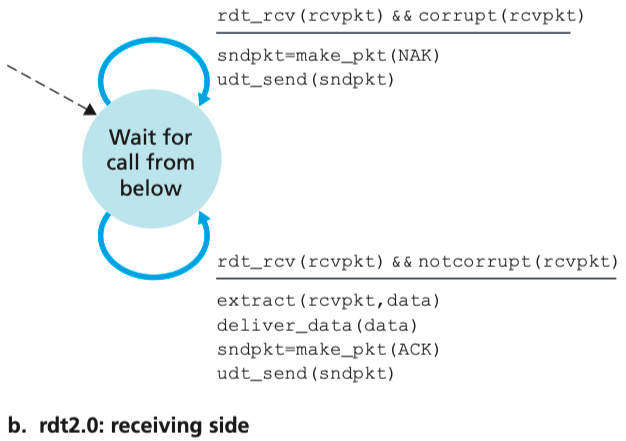 rdt_rcv(rcvpkt) && corrupt(rcvpkt)
sndpkt=make_pkt(NAK)
udt_send(sndpkt)
Wait for
call from
below
rdt_rcv(rcvpkt) && notcorrupt(rcvpkt)
extract(rcvpkt,data)
deliver_data(data)
sndpkt=make_pkt(ACK)
udt_send(sndpkt)
b. rdt2.0: receiving side